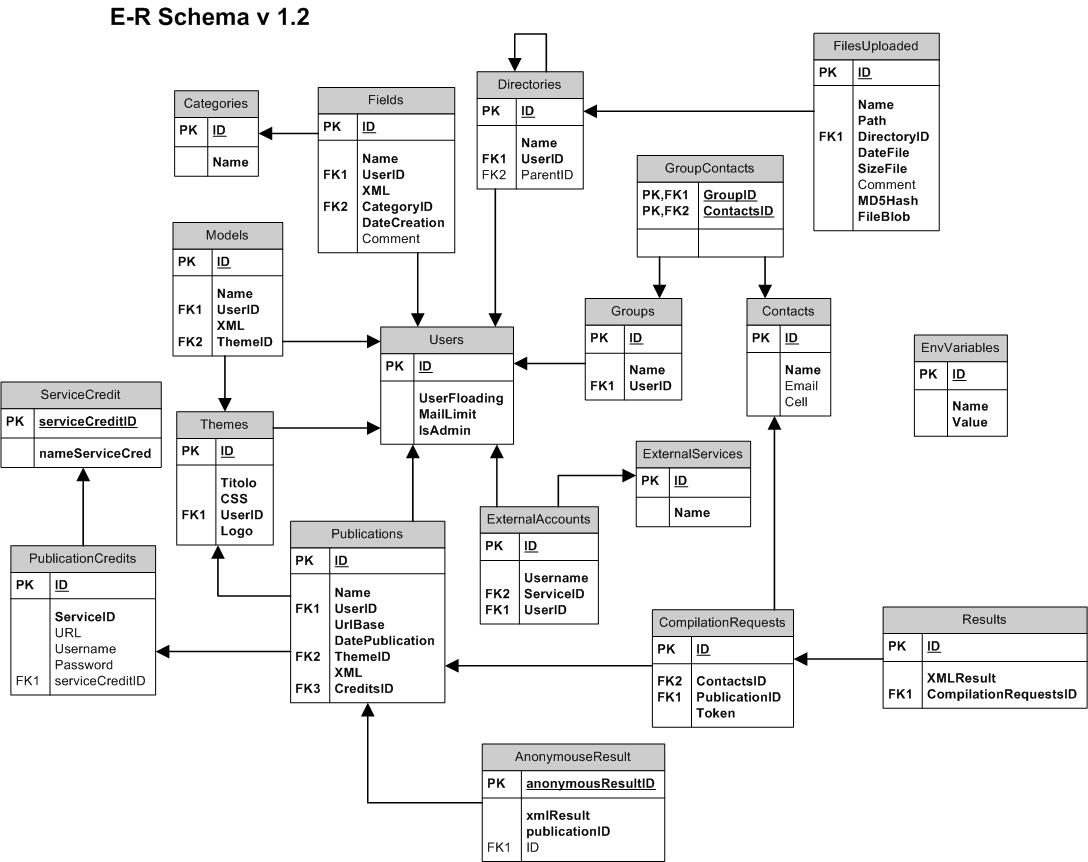 E-R Schema v 1.2
FilesUploaded
PK ID
Name
Path
FK1 DirectoryID
DateFile
SizeFile
Comment
MD5Hash
FileBlob
Directories
PK ID
Name
FK1 UserID
FK2 ParentID
Fields
PK ID
Name
FK1 UserID
XML
FK2 CategoryID
DateCreation
Comment
Categories
PK ID
Name
GroupContacts
PK,FK1 GroupID
PK,FK2 ContactsID
Models
PK ID
Name
FK1 UserID
XML
FK2 ThemeID
Groups
PK ID
Name
FK1 UserID
Contacts
PK ID
Name
Email
Cell
Users
PK ID
UserFloading
MailLimit
IsAdmin
EnvVariables
PK ID
Name
Value
ServiceCredit
PK serviceCreditID
nameServiceCred
Themes
PK ID
Titolo
CSS
FK1 UserID
Logo
ExternalServices
PK ID
Name
ExternalAccounts
PK ID
Username
FK2 ServiceID
FK1 UserID
Publications
PK ID
Name
FK1 UserID
UrlBase
DatePublication
FK2 ThemeID
XML
FK3 CreditsID
PublicationCredits
PK ID
ServiceID
URL
Username
Password
FK1 serviceCreditID
CompilationRequests
PK ID
FK2 ContactsID
FK1 PublicationID
Token
Results
PK ID
XMLResult
FK1 CompilationRequestsID
AnonymouseResult
PK anonymousResultID
xmlResult
publicationID
FK1 ID